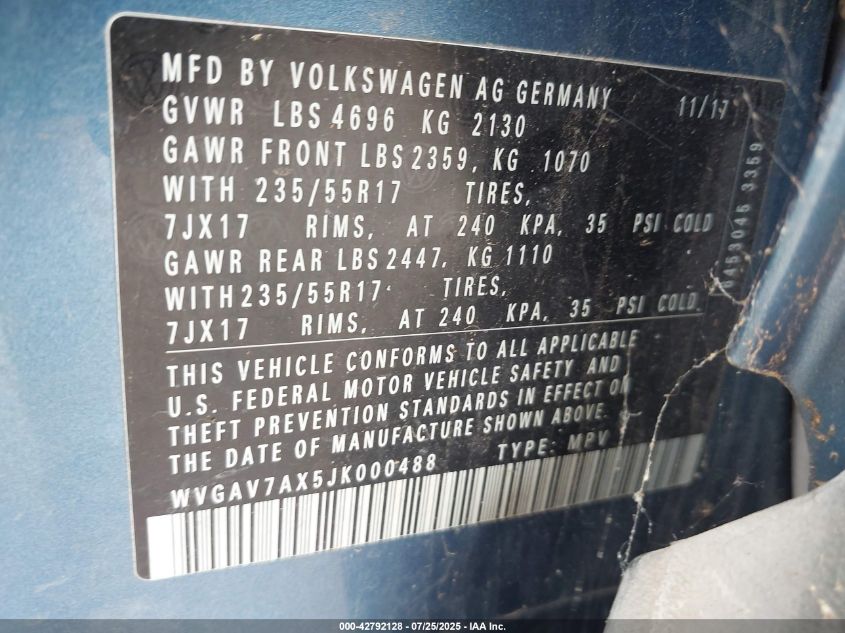 MFD BY VOLKSWAGEN AG GERMANY 11/17
GVWR LBS 4696 KG 2130
GAWR FRONT LBS 2359, KG 1070
WITH 235/55R17 TIRES,
7JX17 RIMS, AT 240 KPA, 35 PSI COLD
GAWR REAR LBS 2447, KG 1110
WITH 235/55R17 TIRES,
7JX17 RIMS, AT 240 KPA, 35 PSI COLD
THIS VEHICLE CONFORMS TO ALL APPLICABLE
U.S. FEDERAL MOTOR VEHICLE SAFETY AND
THEFT PREVENTION STANDARDS IN EFFECT ON
THE DATE OF MANUFACTURE SHOWN ABOVE.
WVGAV7AX5JK000488 TYPE: MPV
0453045 3359
000-42792128 - 07/25/2025 - IAA Inc.